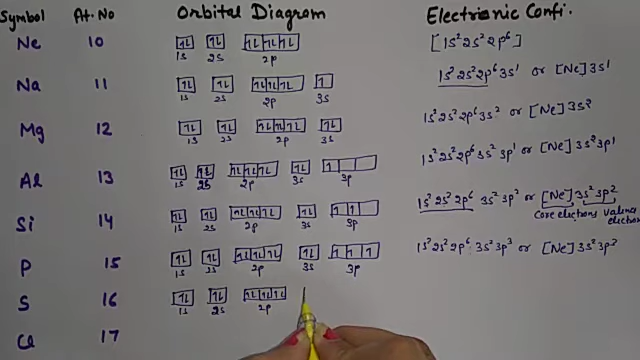 Symbol At. No Orbital Diagram Electronic Confi.
Ne 10 1s 2s 2p [1s² 2s² 2p⁶]
Na 11 1s 2s 2p 3s 1s² 2s² 2p⁶ 3s¹ or [Ne] 3s¹
Mg 12 1s 2s 2p 3s 1s² 2s² 2p⁶ 3s² or [Ne] 3s²
Al 13 1s 2s 2p 3s 3p 1s² 2s² 2p⁶ 3s² 3p¹ or [Ne] 3s² 3p¹
Si 14 1s 2s 2p 3s 3p 1s² 2s² 2p⁶ 3s² 3p² or [Ne] 3s² 3p²
Core electrons Valence electron
P 15 1s 2s 2p 3s 3p 1s² 2s² 2p⁶ 3s² 3p³ or [Ne] 3s² 3p²
S 16 1s 2s 2p
Cl 17